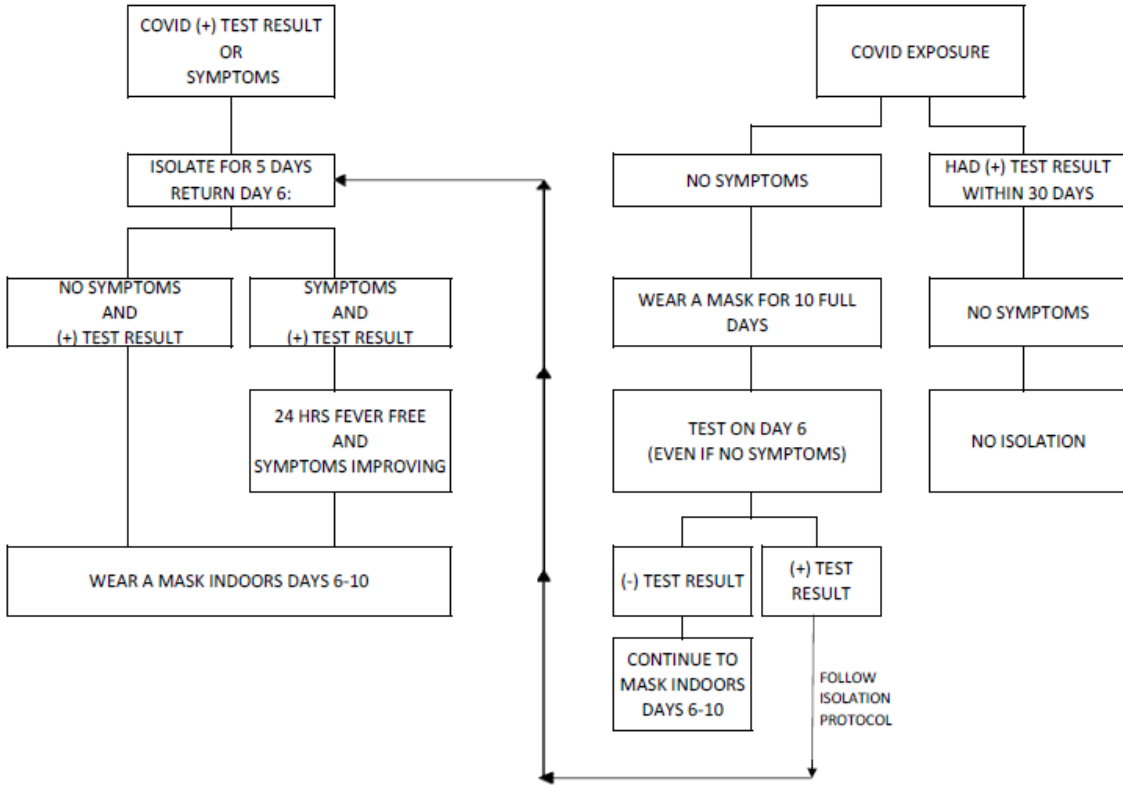 COVID (+) TEST RESULT
OR
SYMPTOMS
ISOLATE FOR 5 DAYS
RETURN DAY 6:
NO SYMPTOMS
AND
(+) TEST RESULT
SYMPTOMS
AND
(+) TEST RESULT
24 HRS FEVER FREE
AND
SYMPTOMS IMPROVING
WEAR A MASK INDOORS DAYS 6-10
COVID EXPOSURE
NO SYMPTOMS
WEAR A MASK FOR 10 FULL
DAYS
TEST ON DAY 6
(EVEN IF NO SYMPTOMS)
(-) TEST RESULT
CONTINUE TO
MASK INDOORS
DAYS 6-10
(+) TEST
RESULT
FOLLOW
ISOLATION
PROTOCOL
HAD (+) TEST RESULT
WITHIN 30 DAYS
NO SYMPTOMS
NO ISOLATION